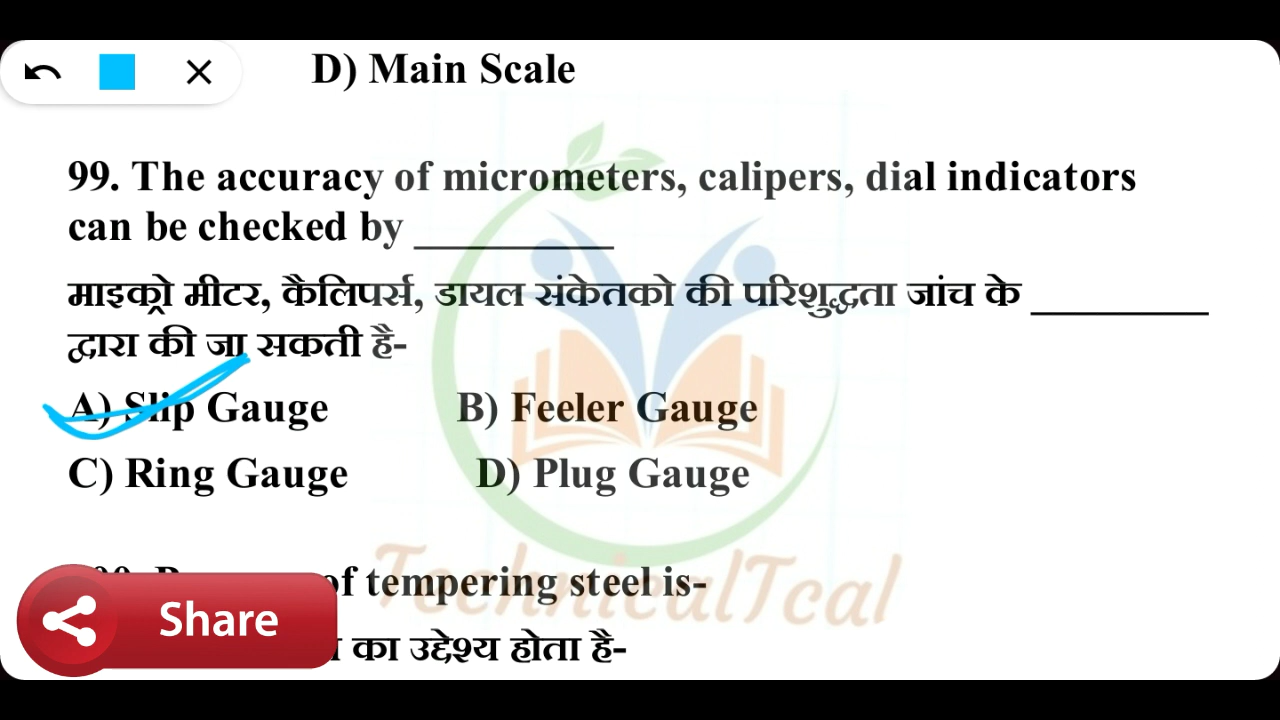 D) Main Scale
99. The accuracy of micrometers, calipers, dial indicators
can be checked by __________
माइक्रो मीटर, कैलिपर्स, डायल संकेतको की परिशुद्धता जांच के __________
द्वारा की जा सकती है-
A) Slip Gauge B) Feeler Gauge
C) Ring Gauge D) Plug Gauge
TechnicalTcal
of tempering steel is-
का उद्देश्य होता है-
Share